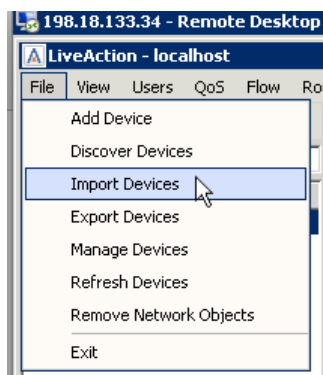 198.18.133.34 - Remote Desktop
LiveAction - localhost
File View Users QoS Flow Ro
Add Device
Discover Devices
Import Devices
Export Devices
Manage Devices
Refresh Devices
Remove Network Objects
Exit